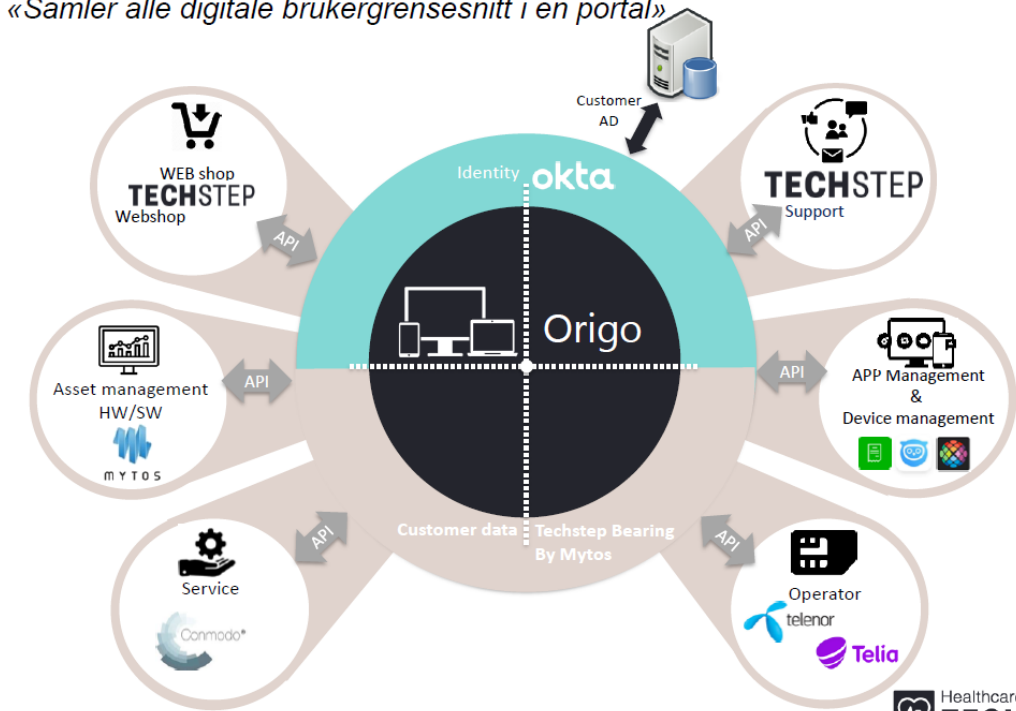 «Samler alle digitale brukergrensesnitt i en portal»
Customer
AD
WEB shop
TECHSTEP
Webshop
API
Identity okta
TECHSTEP
Support
API
Origo
Asset management
HW/SW
MYTOS
API
API
APP Management
&
Device management
Customer data
Techstep Bearing
By Mytos
API
Service
Conmodo
API
Operator
telenor
Telia